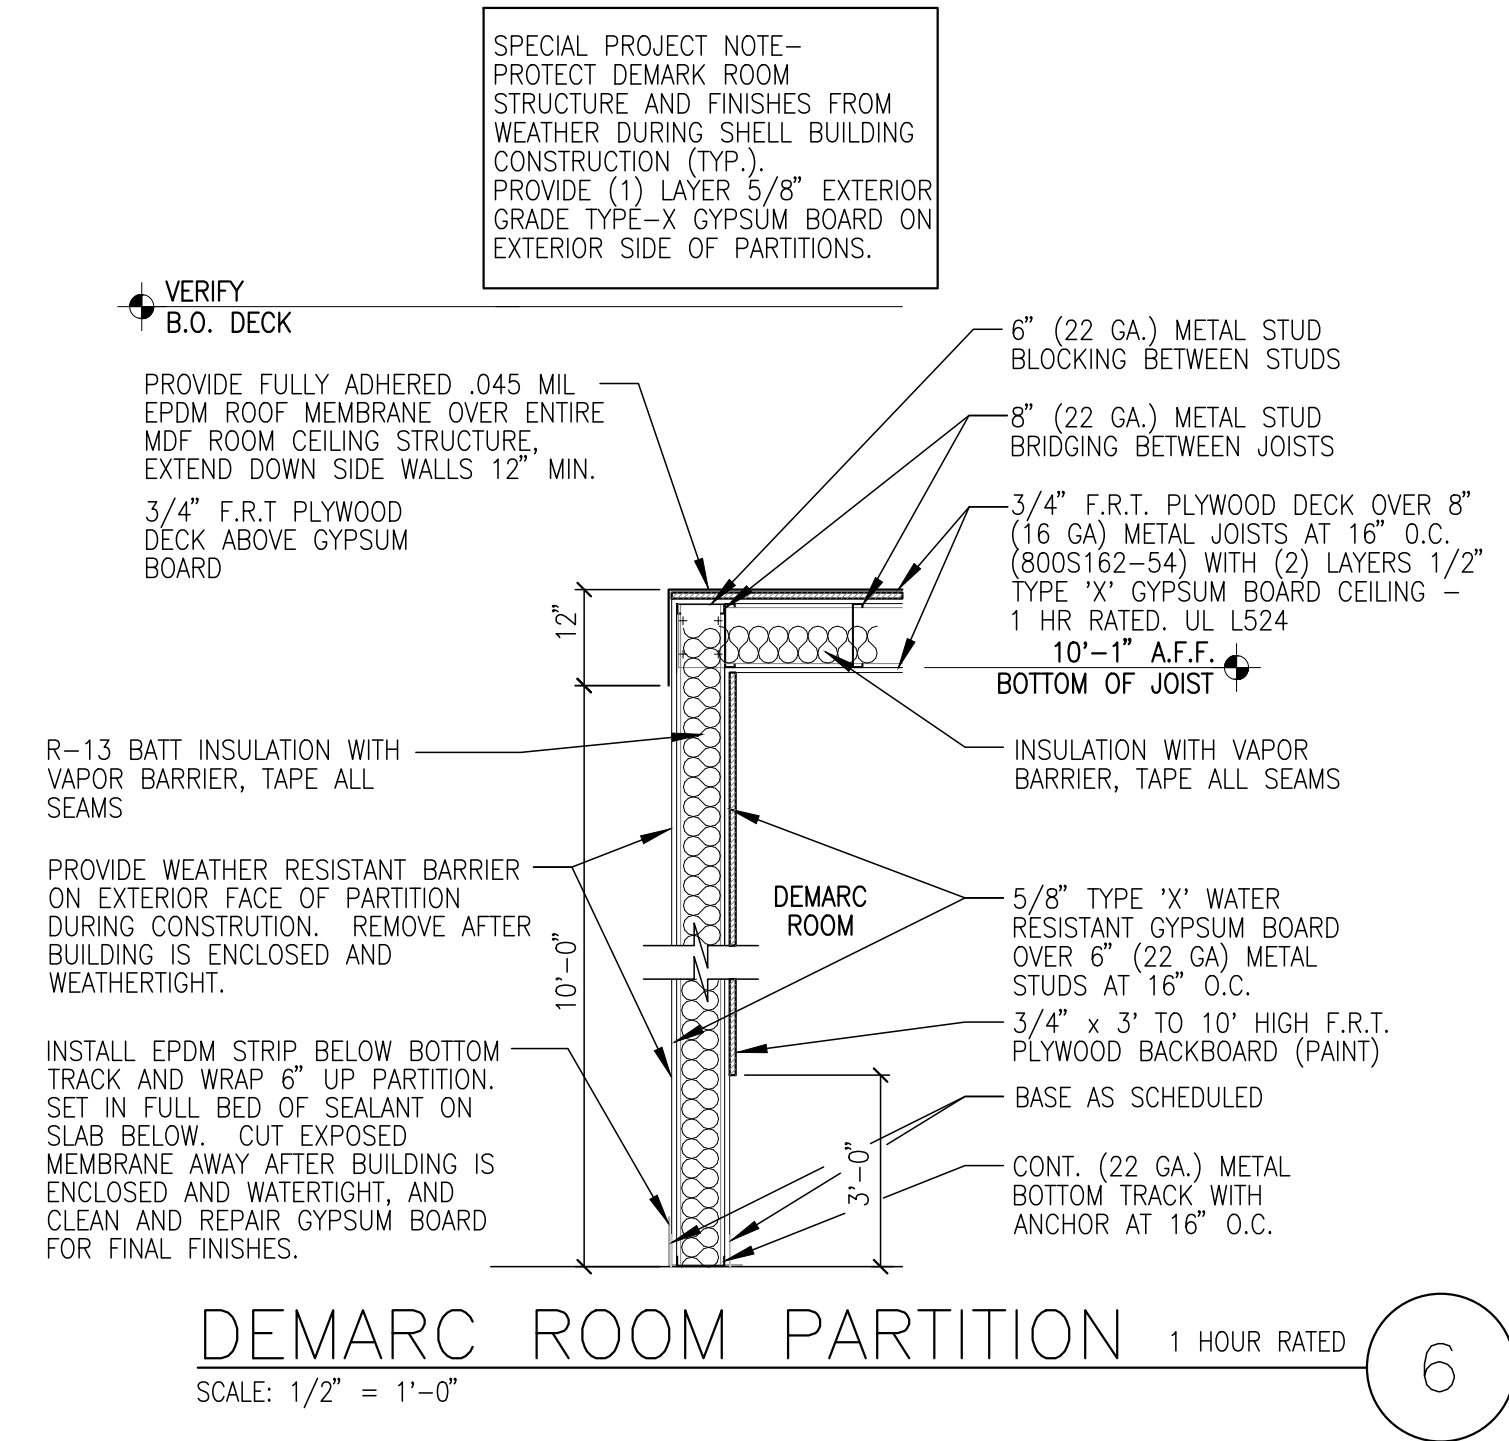 SPECIAL PROJECT NOTE-
PROTECT DEMARK ROOM
STRUCTURE AND FINISHES FROM
WEATHER DURING SHELL BUILDING
CONSTRUCTION (TYP.).
PROVIDE (1) LAYER 5/8" EXTERIOR
GRADE TYPE-X GYPSUM BOARD ON
EXTERIOR SIDE OF PARTITIONS.
VERIFY
B.O. DECK
PROVIDE FULLY ADHERED .045 MIL
EPDM ROOF MEMBRANE OVER ENTIRE
MDF ROOM CEILING STRUCTURE,
EXTEND DOWN SIDE WALLS 12" MIN.
3/4" F.R.T PLYWOOD
DECK ABOVE GYPSUM
BOARD
12"
R-13 BATT INSULATION WITH
VAPOR BARRIER, TAPE ALL
SEAMS
PROVIDE WEATHER RESISTANT BARRIER
ON EXTERIOR FACE OF PARTITION
DURING CONSTRUTION. REMOVE AFTER
BUILDING IS ENCLOSED AND
WEATHERTIGHT.
10'-0"
INSTALL EPDM STRIP BELOW BOTTOM
TRACK AND WRAP 6" UP PARTITION.
SET IN FULL BED OF SEALANT ON
SLAB BELOW. CUT EXPOSED
MEMBRANE AWAY AFTER BUILDING IS
ENCLOSED AND WATERTIGHT, AND
CLEAN AND REPAIR GYPSUM BOARD
FOR FINAL FINISHES.
6" (22 GA.) METAL STUD
BLOCKING BETWEEN STUDS
8" (22 GA.) METAL STUD
BRIDGING BETWEEN JOISTS
3/4" F.R.T. PLYWOOD DECK OVER 8"
(16 GA) METAL JOISTS AT 16" O.C.
(800S162-54) WITH (2) LAYERS 1/2"
TYPE 'X' GYPSUM BOARD CEILING -
1 HR RATED. UL L524
10'-1" A.F.F.
BOTTOM OF JOIST
INSULATION WITH VAPOR
BARRIER, TAPE ALL SEAMS
DEMARC
ROOM
5/8" TYPE 'X' WATER
RESISTANT GYPSUM BOARD
OVER 6" (22 GA) METAL
STUDS AT 16" O.C.
3/4" x 3' TO 10' HIGH F.R.T.
PLYWOOD BACKBOARD (PAINT)
BASE AS SCHEDULED
3'-0"
CONT. (22 GA.) METAL
BOTTOM TRACK WITH
ANCHOR AT 16" O.C.
DEMARC ROOM PARTITION 1 HOUR RATED
6
SCALE: 1/2" = 1'-0"